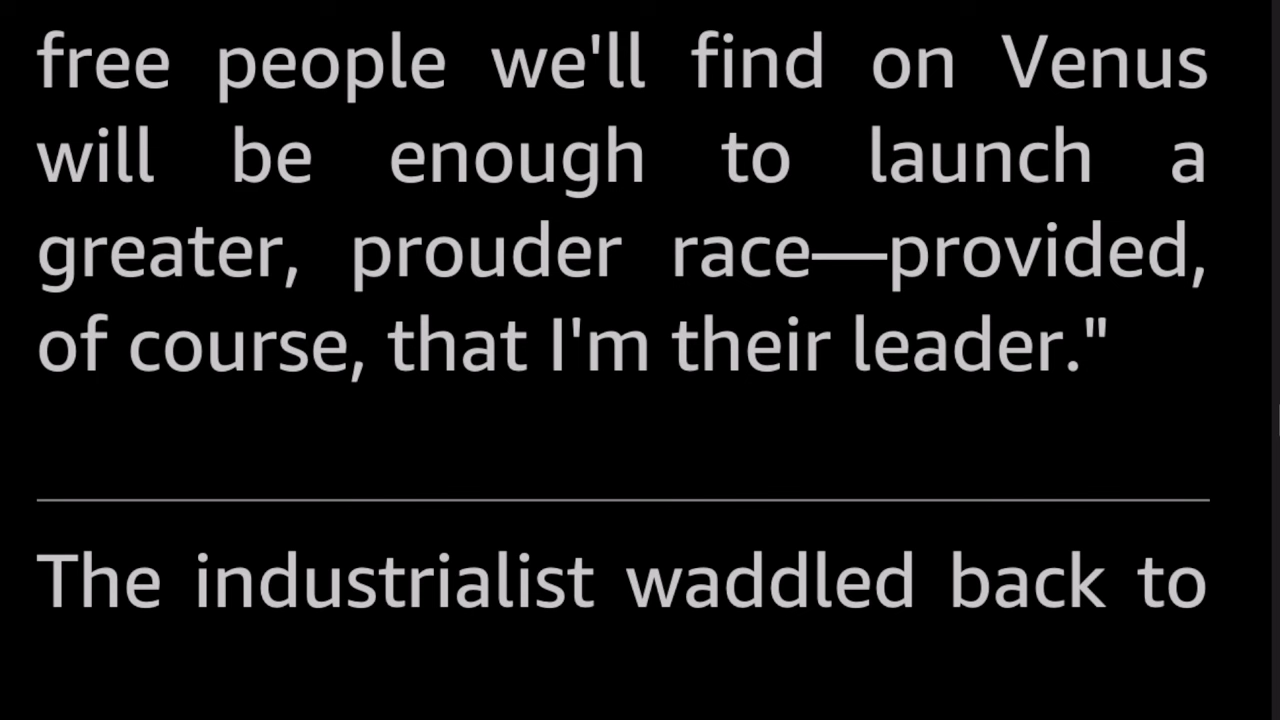 free people we'll find on Venus
will be enough to launch a
greater, prouder race—provided,
of course, that I'm their leader."
The industrialist waddled back to